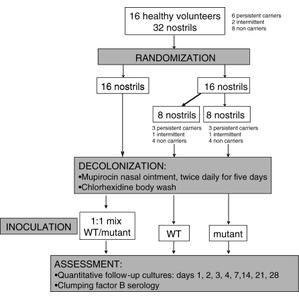 16 healthy volunteers
32 nostrils
6 persistent carriers
2 intermittent
8 non carriers
RANDOMIZATION
16 nostrils
16 nostrils
8 nostrils
8 nostrils
3 persistent carriers
1 intermittent
4 non carriers
3 persistent carriers
1 intermittent
4 non carriers
DECOLONIZATION:
•Mupirocin nasal ointment, twice daily for five days
•Chlorhexidine body wash
INOCULATION
1:1 mix
WT/mutant
WT
mutant
ASSESSMENT:
•Quantitative follow-up cultures: days 1, 2, 3, 4, 7,14, 21, 28
•Clumping factor B serology